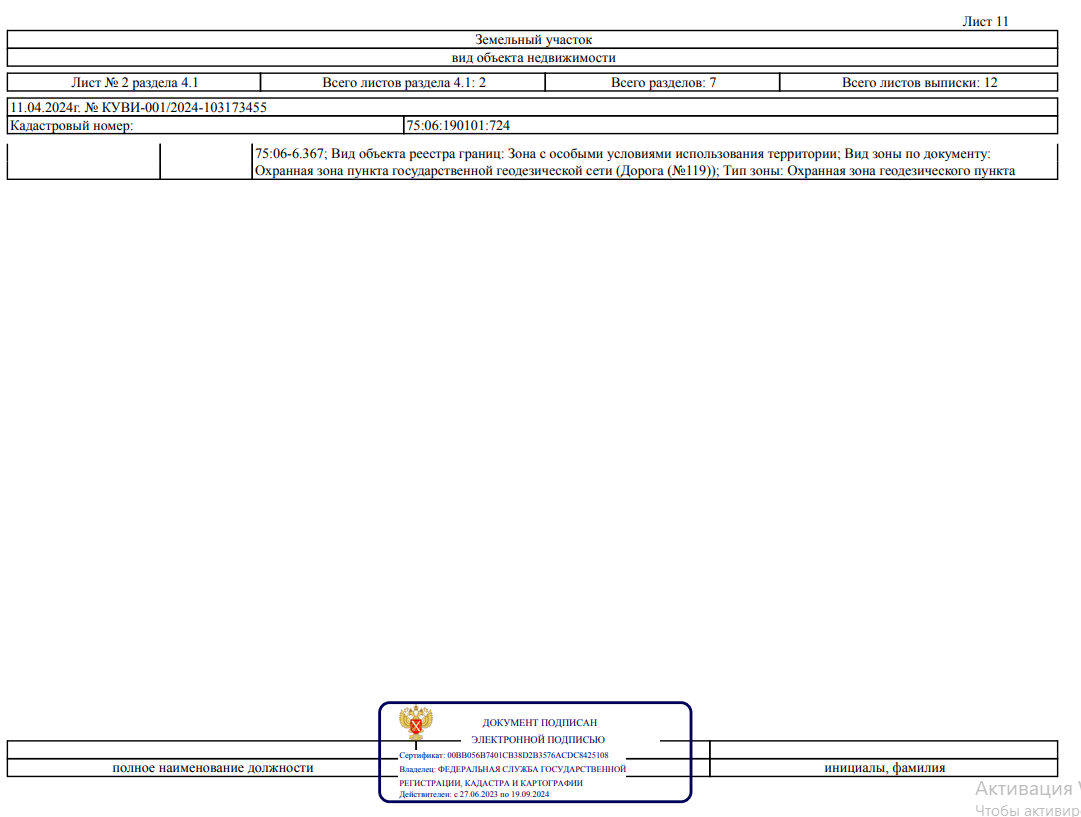 Лист 11
Земельный участок
вид объекта недвижимости
Лист № 2 раздела 4.1 Всего листов раздела 4.1: 2 Всего разделов: 7 Всего листов выписки: 12
11.04.2024г. № КУВИ-001/2024-103173455
Кадастровый номер: 75:06:190101:724
75:06-6.367; Вид объекта реестра границ: Зона с особыми условиями использования территории; Вид зоны по документу:
Охранная зона пункта государственной геодезической сети (Дорога (№119)); Тип зоны: Охранная зона геодезического пункта
ДОКУМЕНТ ПОДПИСАН
ЭЛЕКТРОННОЙ ПОДПИСЬЮ
Сертификат: 00BB056B7401CB38D2B3576ACDC8425108
Владелец: ФЕДЕРАЛЬНАЯ СЛУЖБА ГОСУДАРСТВЕННОЙ
РЕГИСТРАЦИИ, КАДАСТРА И КАРТОГРАФИИ
Действителен: с 27.06.2023 по 19.09.2024
полное наименование должности инициалы, фамилия
Активация
Чтобы активир